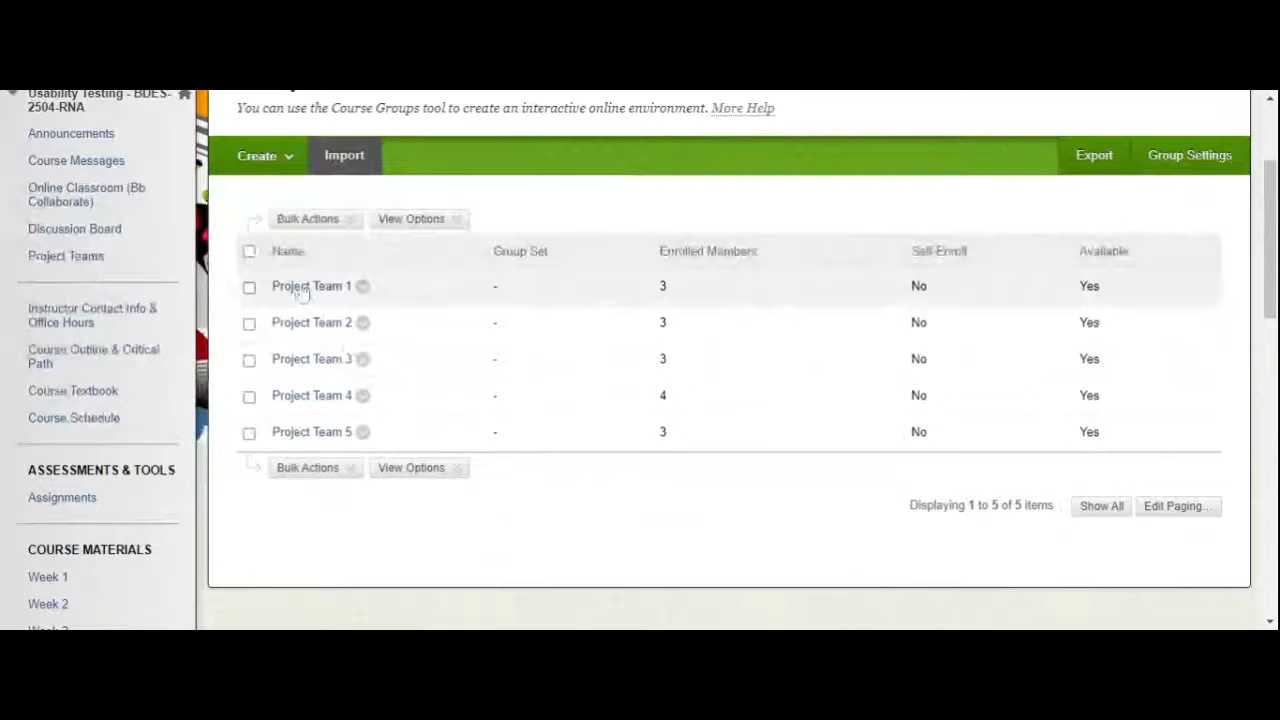 Usability Testing - BDES-
2504-RNA
Announcements
Course Messages
Online Classroom (Bb
Collaborate)
Discussion Board
Project Teams
Instructor Contact Info &
Office Hours
Course Outline & Critical
Path
Course Textbook
Course Schedule
ASSESSMENTS & TOOLS
Assignments
COURSE MATERIALS
Week 1
Week 2
You can use the Course Groups tool to create an interactive online environment. More Help
Create Import Export Group Settings
Bulk Actions View Options
Name Group Set Enrolled Members Self-Enroll Available
Project Team 1 - 3 No Yes
Project Team 2 - 3 No Yes
Project Team 3 - 3 No Yes
Project Team 4 - 4 No Yes
Project Team 5 - 3 No Yes
Bulk Actions View Options
Displaying 1 to 5 of 5 items Show All Edit Paging...